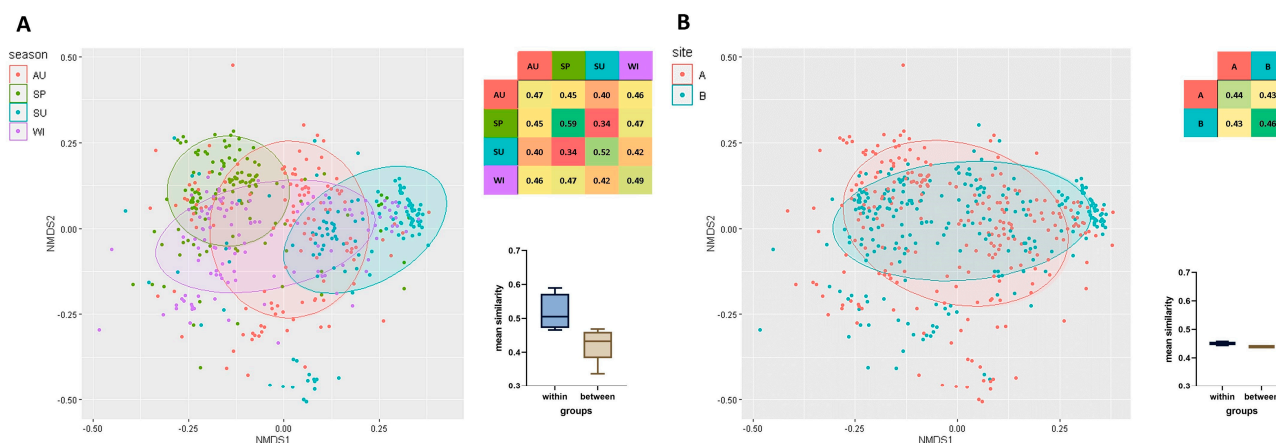 A
season
AU
SP
SU
WI
0.50
0.25
0.00
-0.25
-0.50
NMDS2
-0.50
-0.25
0.00
0.25
NMDS1
AU SP SU WI
AU 0.47 0.45 0.40 0.46
SP 0.45 0.59 0.34 0.47
SU 0.40 0.34 0.52 0.42
WI 0.46 0.47 0.42 0.49
mean similarity
0.7
0.6
0.5
0.4
0.3
within between
groups
B
site
A
B
0.50
0.25
0.00
-0.25
-0.50
NMDS2
-0.50
-0.25
0.00
0.25
NMDS1
A B
A 0.44 0.43
B 0.43 0.46
mean similarity
0.7
0.6
0.5
0.4
0.3
within between
groups